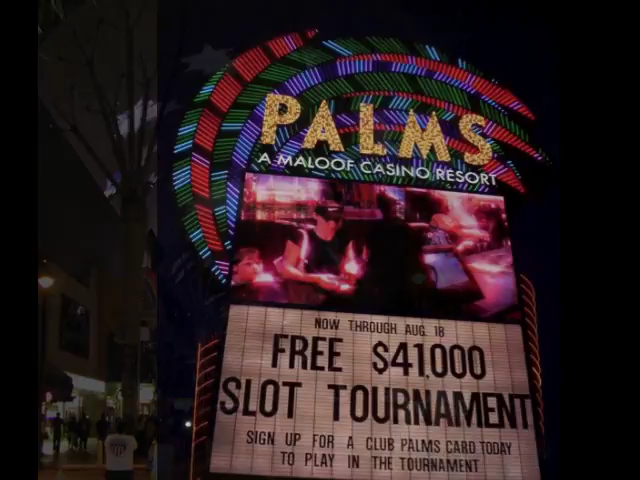 PALMS
A MALOOF CASINO RESORT
NOW THROUGH AUG. 18
FREE $41,000
SLOT TOURNAMENT
SIGN UP FOR A CLUB PALMS CARD TODAY
TO PLAY IN THE TOURNAMENT